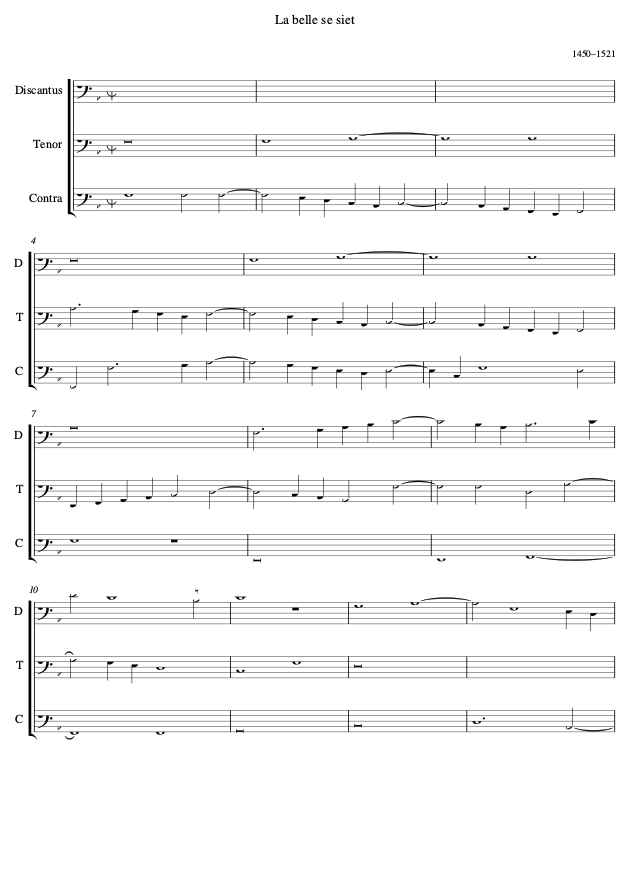 La belle se siet
1450–1521
Discantus
Tenor
Contra
4
D
T
C
7
D
T
C
10
D
T
C